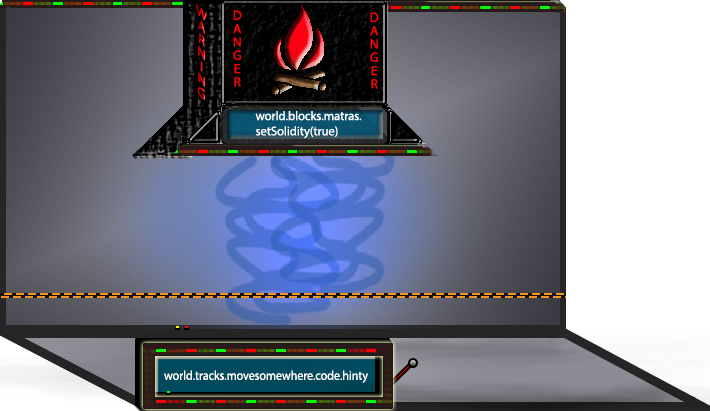 WARNING
DANGER
DANGER
world.blocks.matras.
setSolidity(true)
world.tracks.movesomewhere.code.hinty